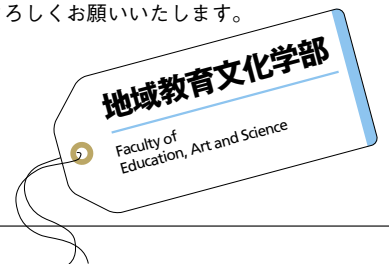 ろしくお願いいたします。
地域教育文化学部
Faculty of
Education, Art and Science